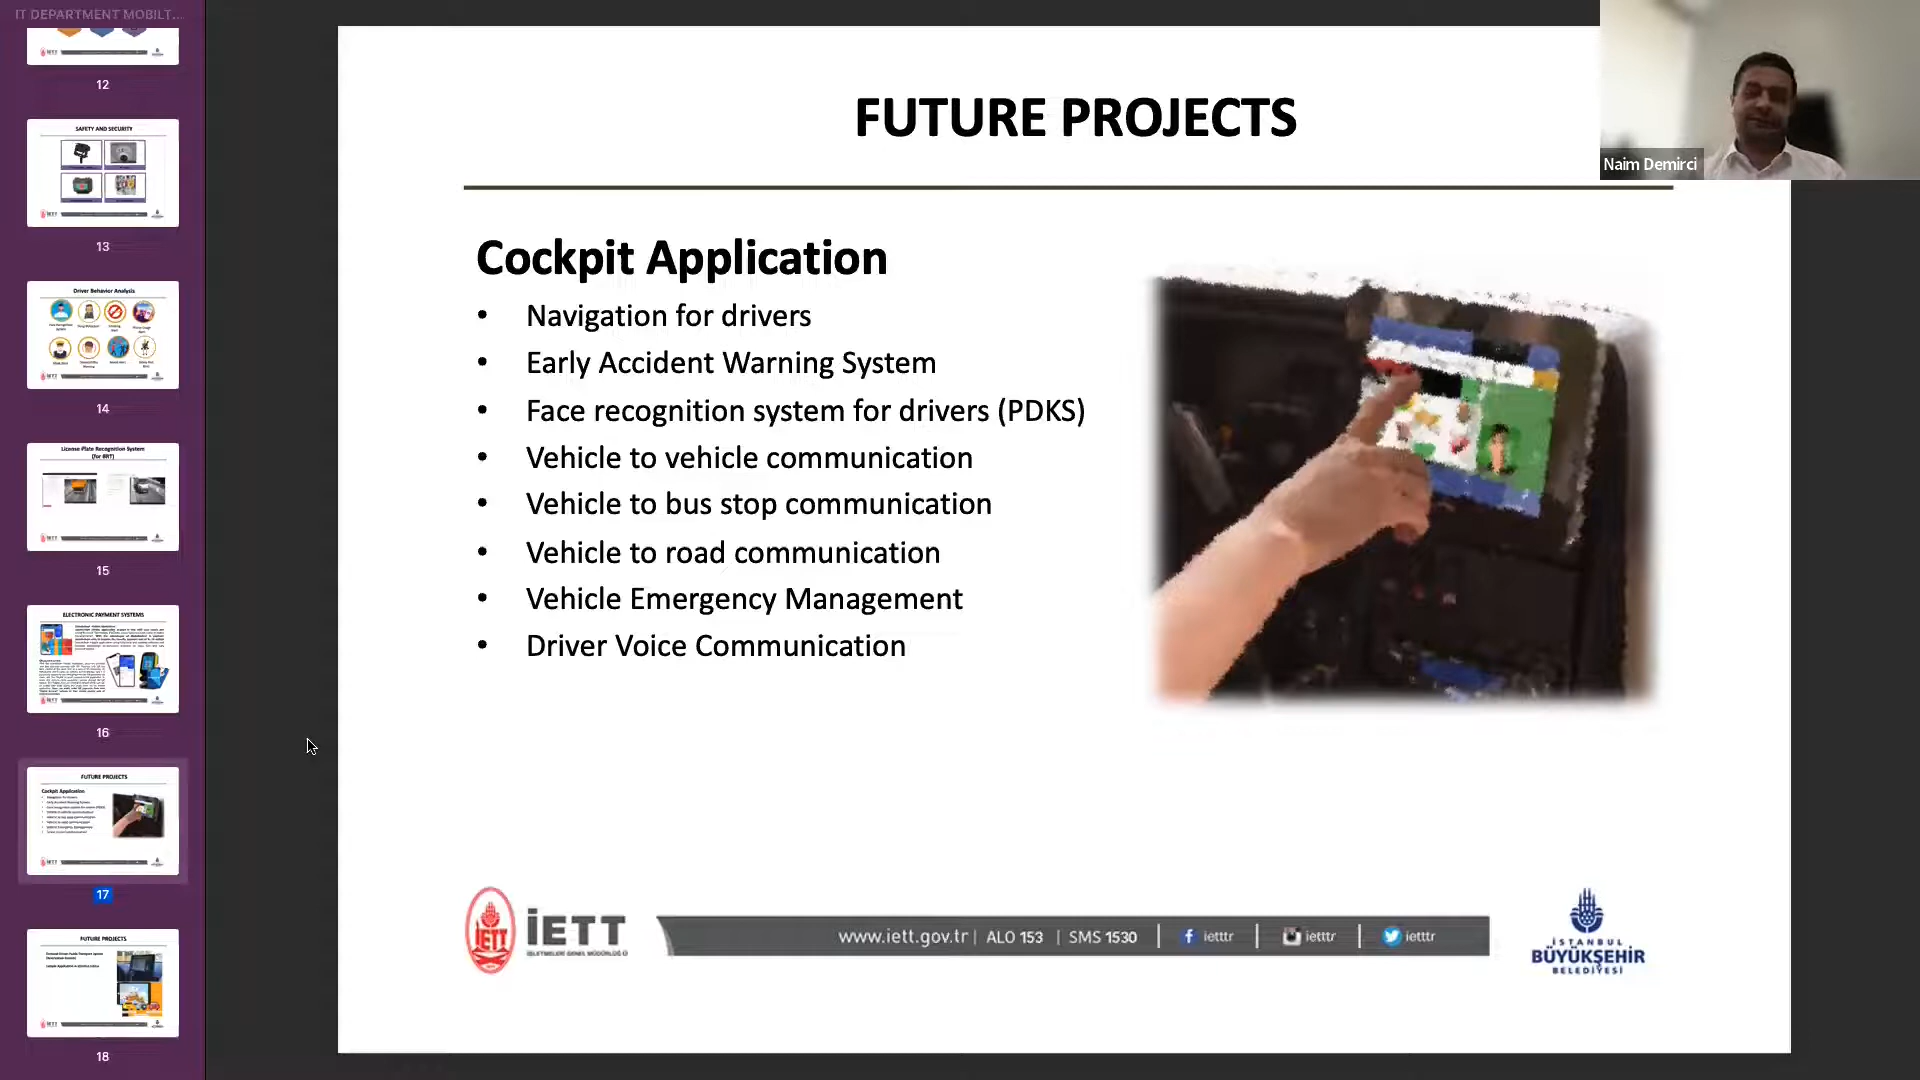 IT DEPARTMENT MOBILT...
12
SAFETY AND SECURITY
13
Driver Behavior Analysis
14
License Plate Recognition System
(for BRT)
15
ELECTRONIC PAYMENT SYSTEMS
16
FUTURE PROJECTS
Cockpit Application
17
FUTURE PROJECTS
18
FUTURE PROJECTS
Cockpit Application
• Navigation for drivers
• Early Accident Warning System
• Face recognition system for drivers (PDKS)
• Vehicle to vehicle communication
• Vehicle to bus stop communication
• Vehicle to road communication
• Vehicle Emergency Management
• Driver Voice Communication
Naim Demirci
İETT
İETT
İŞLETMELERİ GENEL MÜDÜRLÜĞÜ
www.iett.gov.tr | ALO 153 | SMS 1530 | ietttr | ietttr | ietttr
İSTANBUL
BÜYÜKŞEHİR
BELEDİYESİ